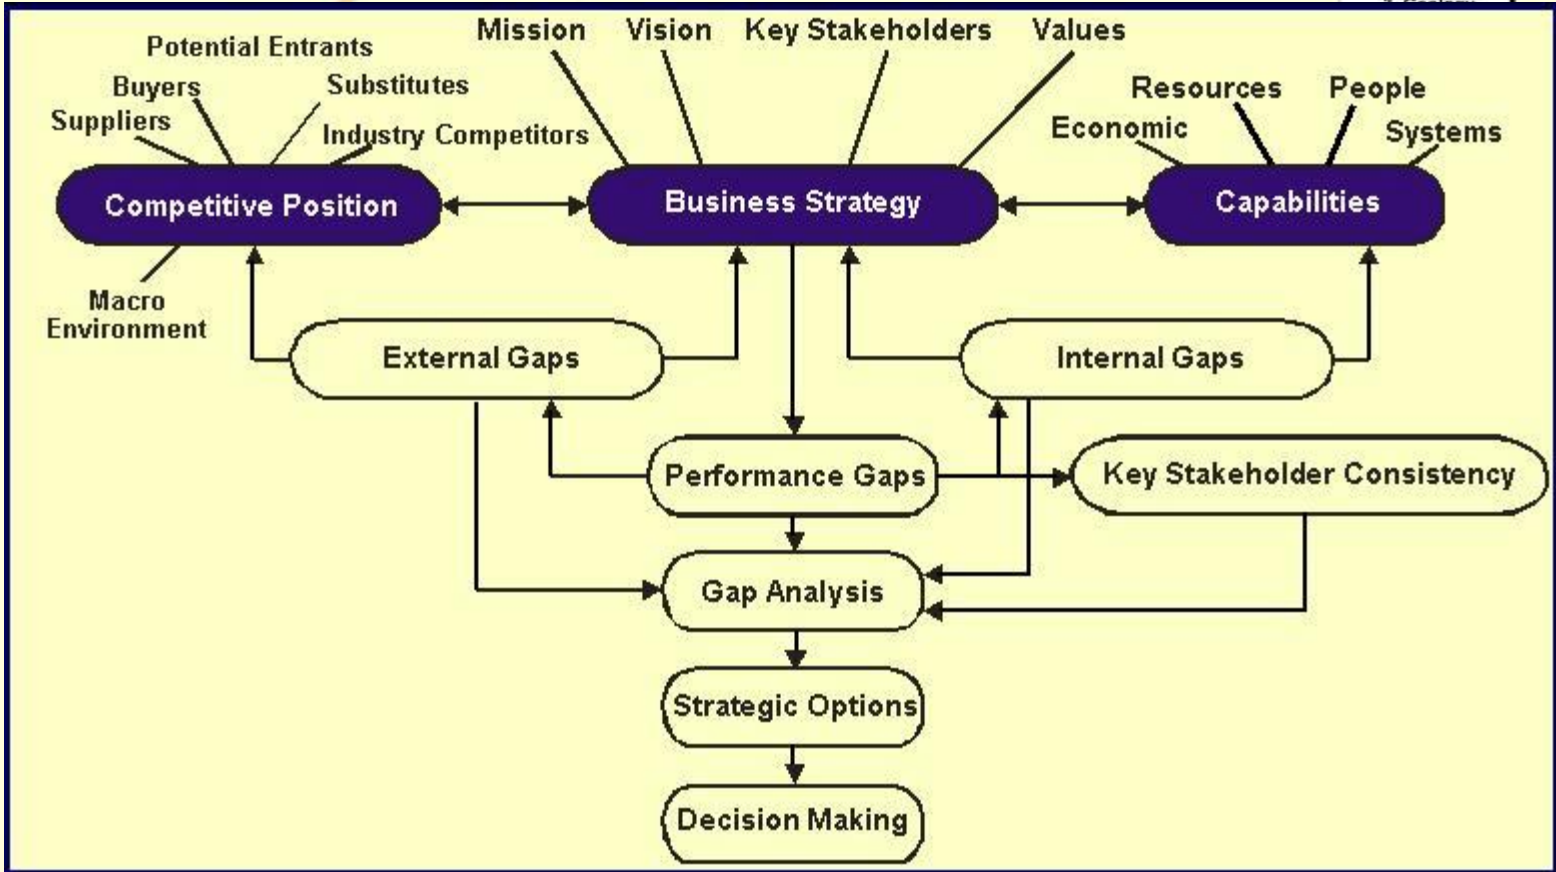 Mission Vision Key Stakeholders Values
Potential Entrants
Buyers Substitutes
Suppliers
Industry Competitors
Resources People
Economic Systems
Competitive Position
Business Strategy
Capabilities
Macro
Environment
External Gaps
Internal Gaps
Performance Gaps
Key Stakeholder Consistency
Gap Analysis
Strategic Options
Decision Making